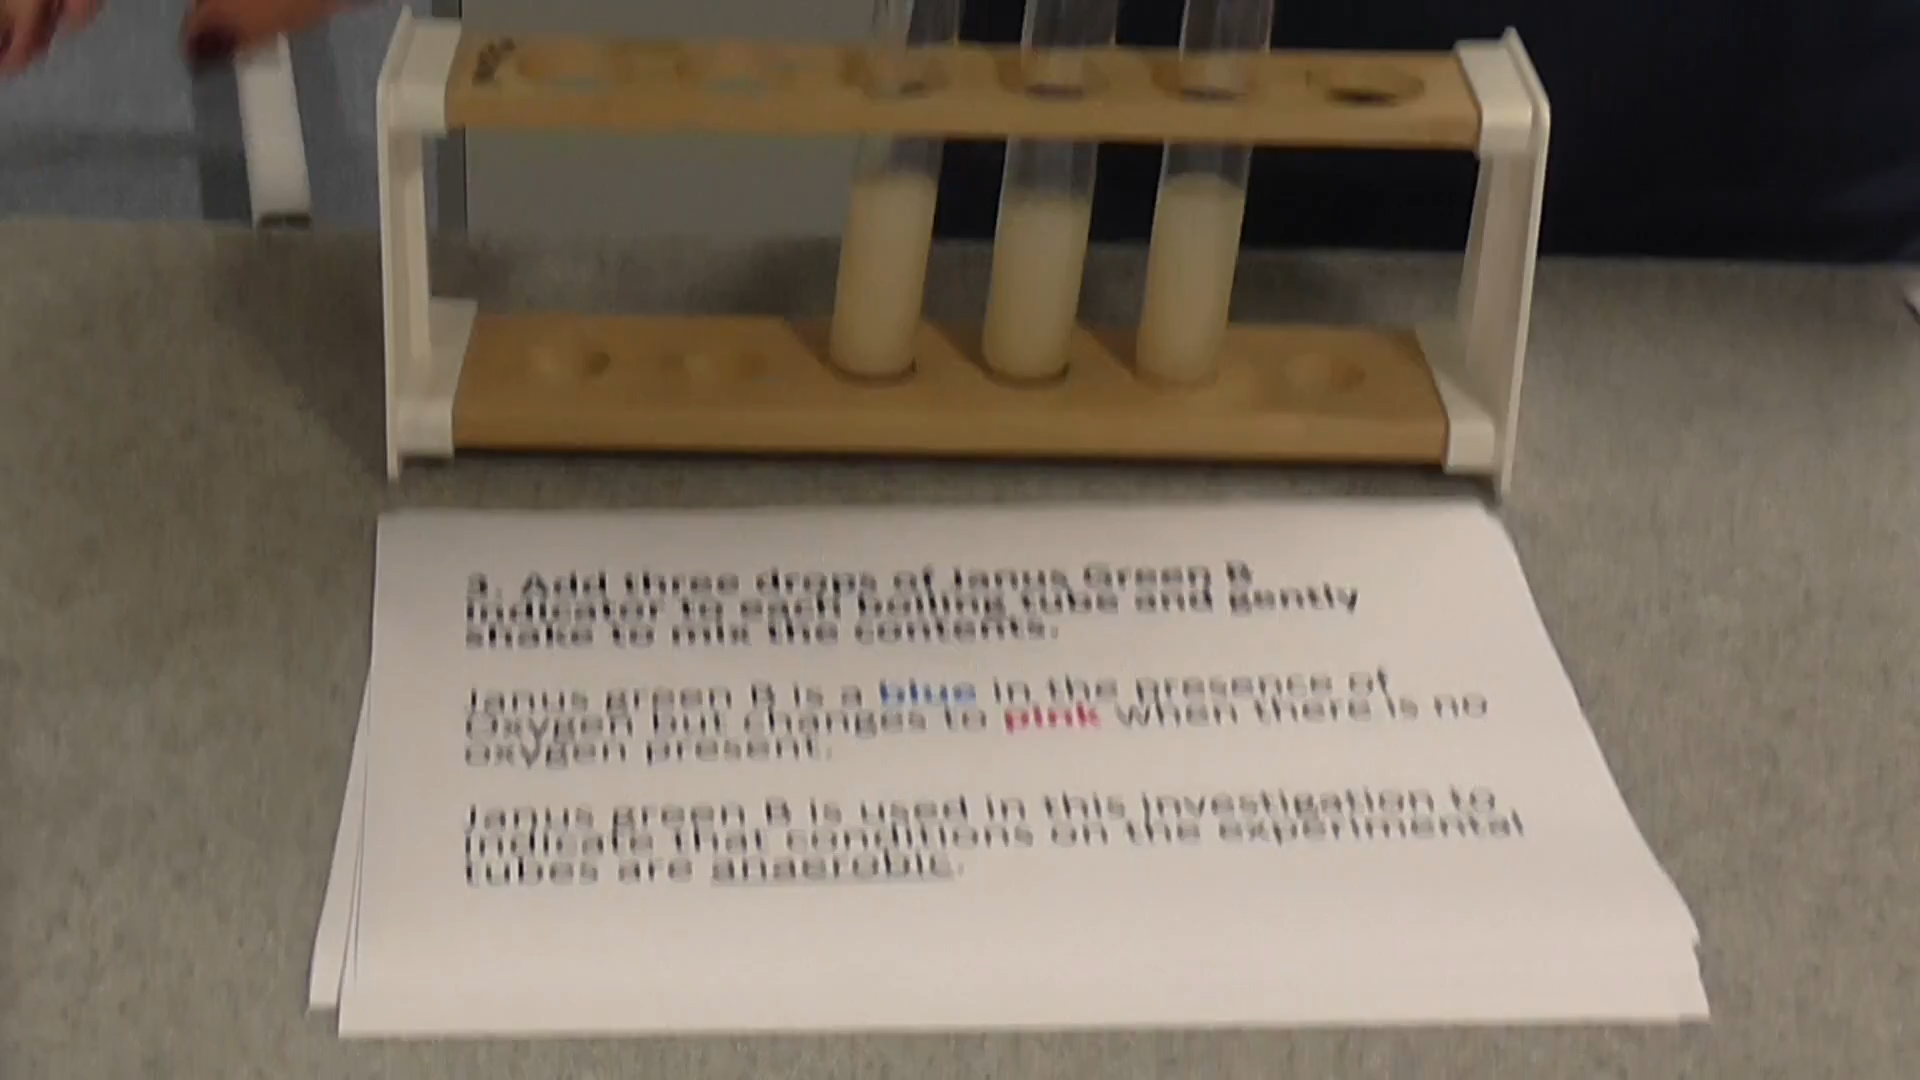 3. Add three drops of Janus Green B
indicator to each boiling tube and gently
shake to mix the contents.
Janus green B is a blue in the presence of
Oxygen but changes to pink when there is no
oxygen present.
Janus green B is used in this investigation to
indicate that conditions on the experimental
tubes are anaerobic.